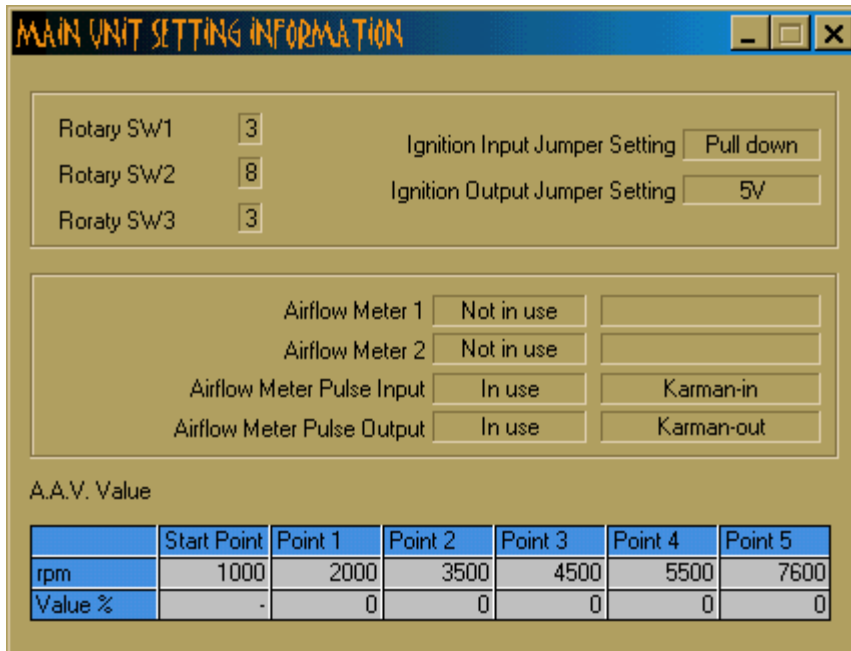 MAIN UNIT SETTING INFORMATION
Rotary SW1 3
Ignition Input Jumper Setting Pull down
Rotary SW2 8
Ignition Output Jumper Setting 5V
Roraty SW3 3
Airflow Meter 1 Not in use
Airflow Meter 2 Not in use
Airflow Meter Pulse Input In use Karman-in
Airflow Meter Pulse Output In use Karman-out
A.A.V. Value
Start Point Point 1 Point 2 Point 3 Point 4 Point 5
rpm 1000 2000 3500 4500 5500 7600
Value % - 0 0 0 0 0